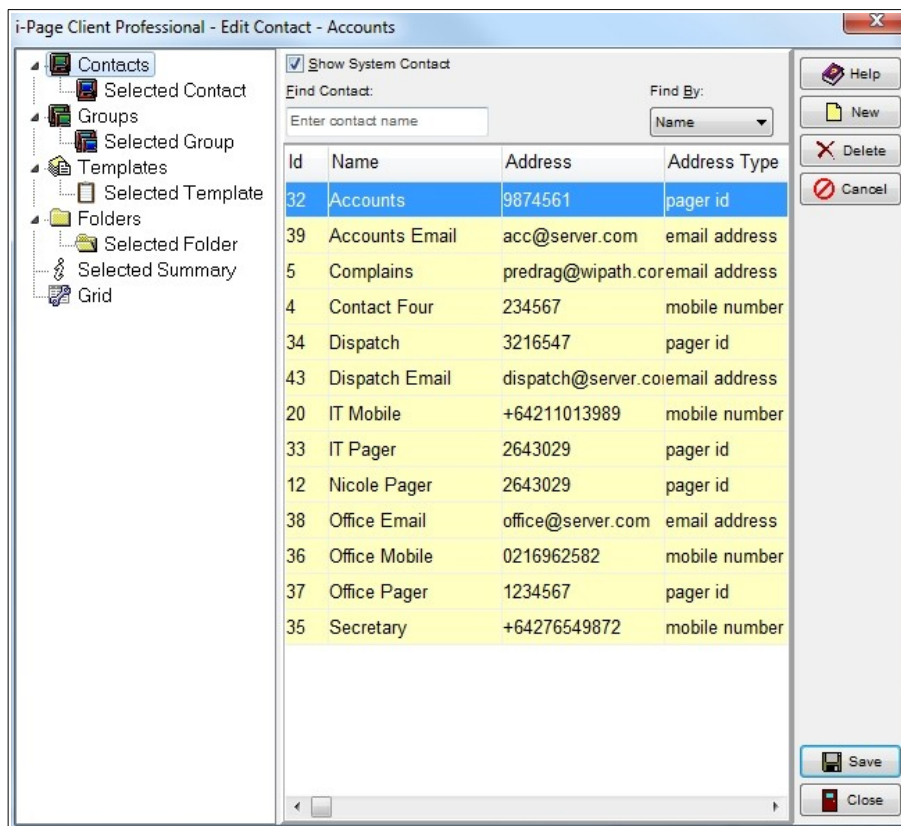 i-Page Client Professional - Edit Contact - Accounts
Contacts
Selected Contact
Groups
Selected Group
Templates
Selected Template
Folders
Selected Folder
Selected Summary
Grid
Show System Contact
Find Contact: Find By:
Enter contact name Name
Id Name Address Address Type
32 Accounts 9874561 pager id
39 Accounts Email acc@server.com email address
5 Complains predrag@wipath.cor email address
4 Contact Four 234567 mobile number
34 Dispatch 3216547 pager id
43 Dispatch Email dispatch@server.co email address
20 IT Mobile +64211013989 mobile number
33 IT Pager 2643029 pager id
12 Nicole Pager 2643029 pager id
38 Office Email office@server.com email address
36 Office Mobile 0216962582 mobile number
37 Office Pager 1234567 pager id
35 Secretary +64276549872 mobile number
Help
New
Delete
Cancel
Save
Close